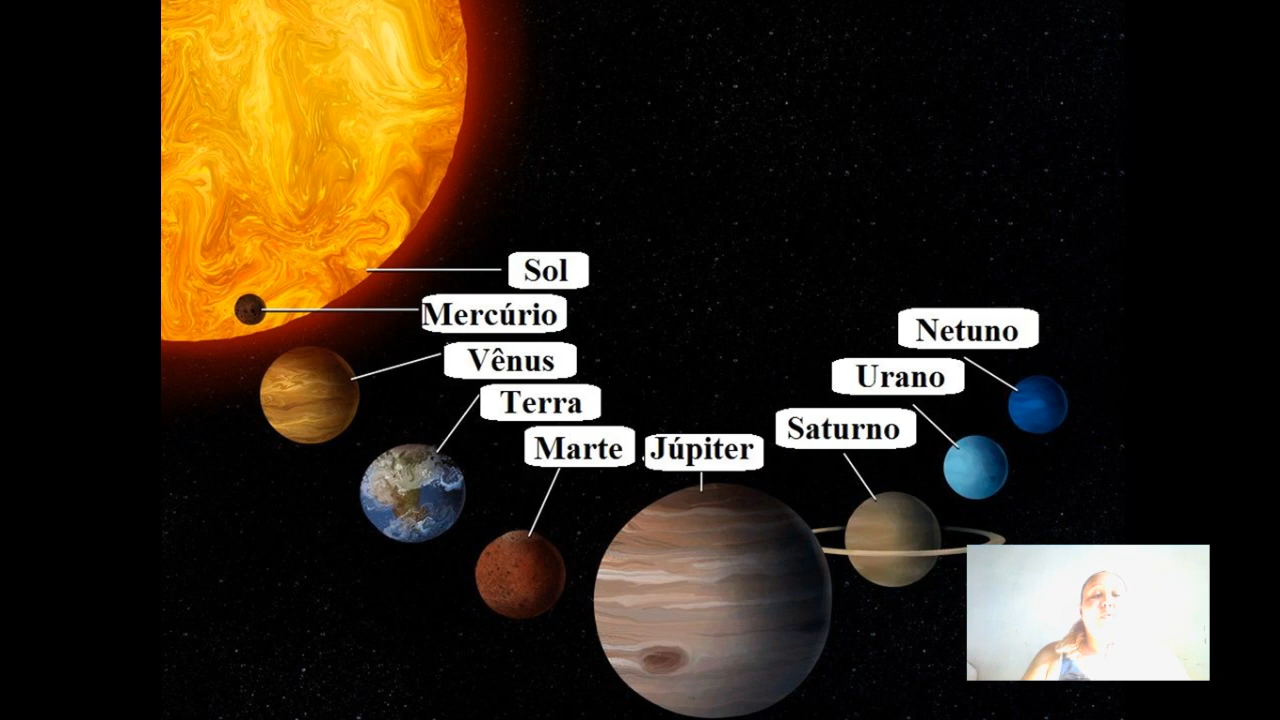 Sol
Mercúrio
Vênus
Terra
Marte
Júpiter
Saturno
Urano
Netuno